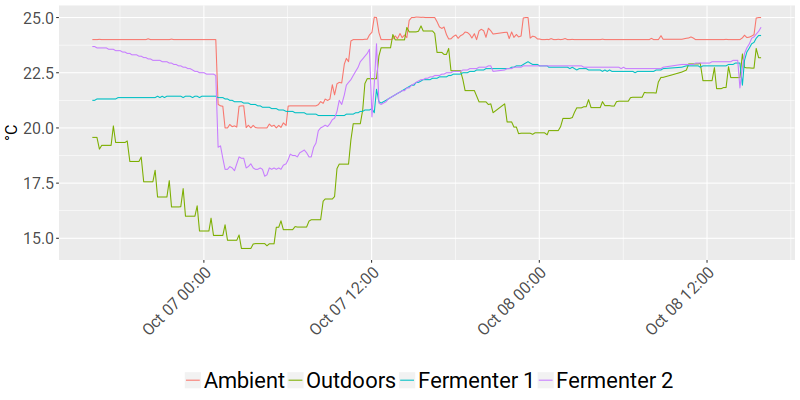 25.0
22.5
20.0
17.5
15.0
°C
Oct 07 00:00
Oct 07 12:00
Oct 08 00:00
Oct 08 12:00
Ambient Outdoors Fermenter 1 Fermenter 2